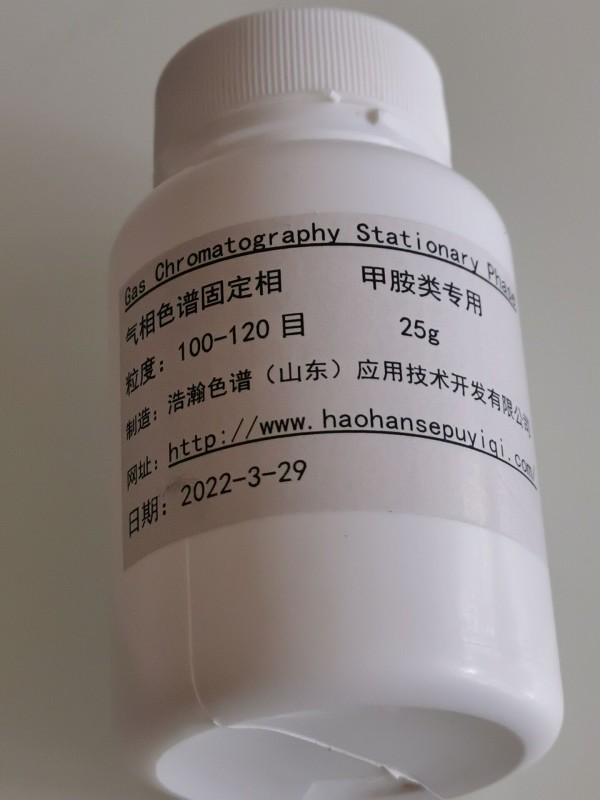 Gas Chromatography Stationary Phase
气相色谱固定相 甲胺类专用
粒度：100-120 目 25g
制造：浩瀚色谱（山东）应用技术开发有限公司
网址：http://www.haohansepuyiqi.com/
日期：2022-3-29